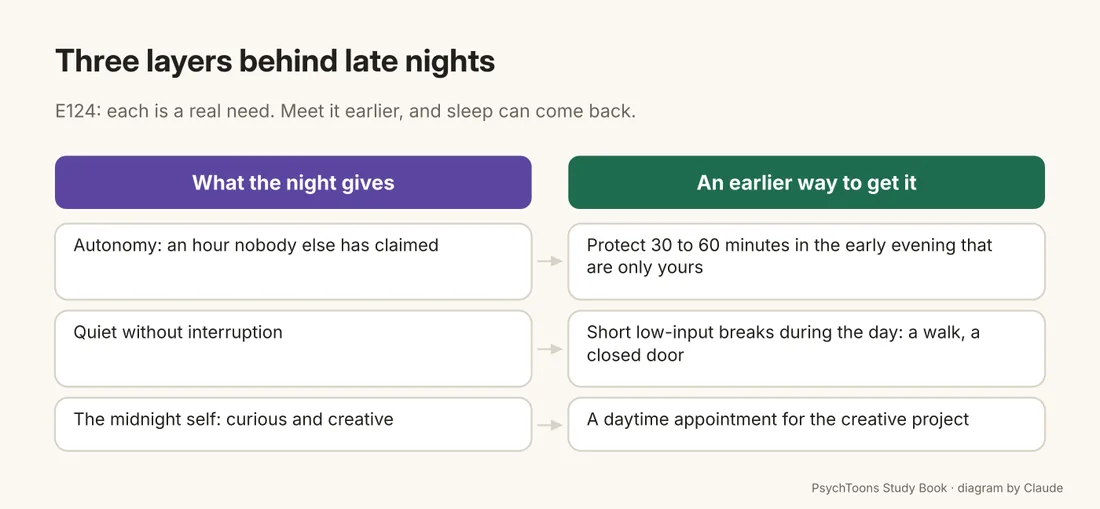 Three layers behind late nights
E124: each is a real need. Meet it earlier, and sleep can come back.
What the night gives
An earlier way to get it
Autonomy: an hour nobody else has claimed
Protect 30 to 60 minutes in the early evening that
are only yours
Quiet without interruption
Short low-input breaks during the day: a walk, a
closed door
The midnight self: curious and creative
A daytime appointment for the creative project
PsychToons Study Book · diagram by Claude